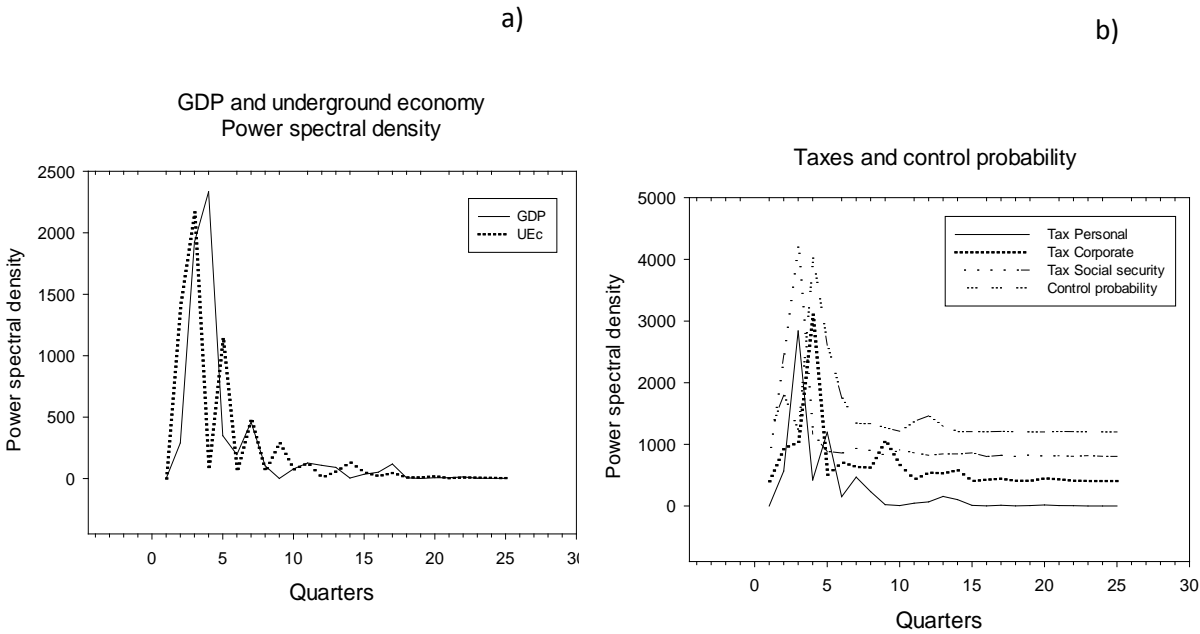 a)
GDP and underground economy
Power spectral density
2500
2000
1500
1000
500
0
Power spectral density
GDP
UEc
0 5 10 15 20 25 30
Quarters
b)
Taxes and control probability
5000
4000
3000
2000
1000
0
Power spectral density
Tax Personal
Tax Corporate
Tax Social security
Control probability
0 5 10 15 20 25 30
Quarters